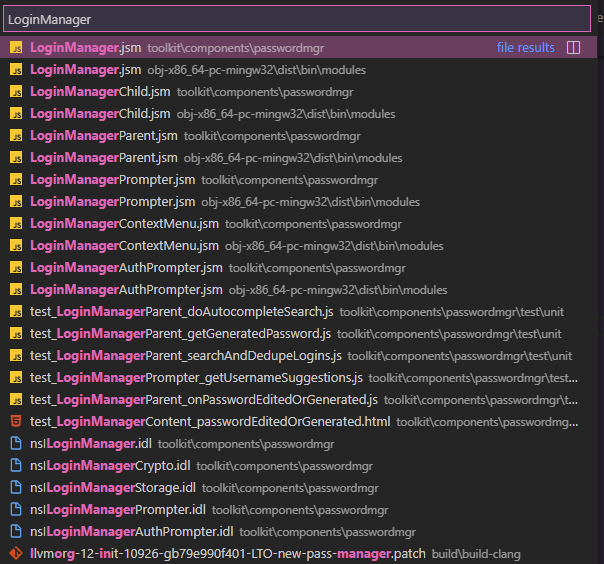 LoginManager
LoginManager.jsm toolkit\components\passwordmgr file results
LoginManager.jsm obj-x86_64-pc-mingw32\dist\bin\modules
LoginManagerChild.jsm toolkit\components\passwordmgr
LoginManagerChild.jsm obj-x86_64-pc-mingw32\dist\bin\modules
LoginManagerParent.jsm toolkit\components\passwordmgr
LoginManagerParent.jsm obj-x86_64-pc-mingw32\dist\bin\modules
LoginManagerPrompter.jsm toolkit\components\passwordmgr
LoginManagerPrompter.jsm obj-x86_64-pc-mingw32\dist\bin\modules
LoginManagerContextMenu.jsm toolkit\components\passwordmgr
LoginManagerContextMenu.jsm obj-x86_64-pc-mingw32\dist\bin\modules
LoginManagerAuthPrompter.jsm toolkit\components\passwordmgr
LoginManagerAuthPrompter.jsm obj-x86_64-pc-mingw32\dist\bin\modules
test_LoginManagerParent_doAutocompleteSearch.js toolkit\components\passwordmgr\test\unit
test_LoginManagerParent_getGeneratedPassword.js toolkit\components\passwordmgr\test\unit
test_LoginManagerParent_searchAndDedupeLogins.js toolkit\components\passwordmgr\test\unit
test_LoginManagerPrompter_getUsernameSuggestions.js toolkit\components\passwordmgr\test\un...
test_LoginManagerParent_onPasswordEditedOrGenerated.js toolkit\components\passwordmgr\t...
test_LoginManagerContent_passwordEditedOrGenerated.html toolkit\components\passwordmg...
nsILoginManager.idl toolkit\components\passwordmgr
nsILoginManagerCrypto.idl toolkit\components\passwordmgr
nsILoginManagerStorage.idl toolkit\components\passwordmgr
nsILoginManagerPrompter.idl toolkit\components\passwordmgr
nsILoginManagerAuthPrompter.idl toolkit\components\passwordmgr
llvmorg-12-init-10926-gb79e990f401-LTO-new-pass-manager.patch build\build-clang